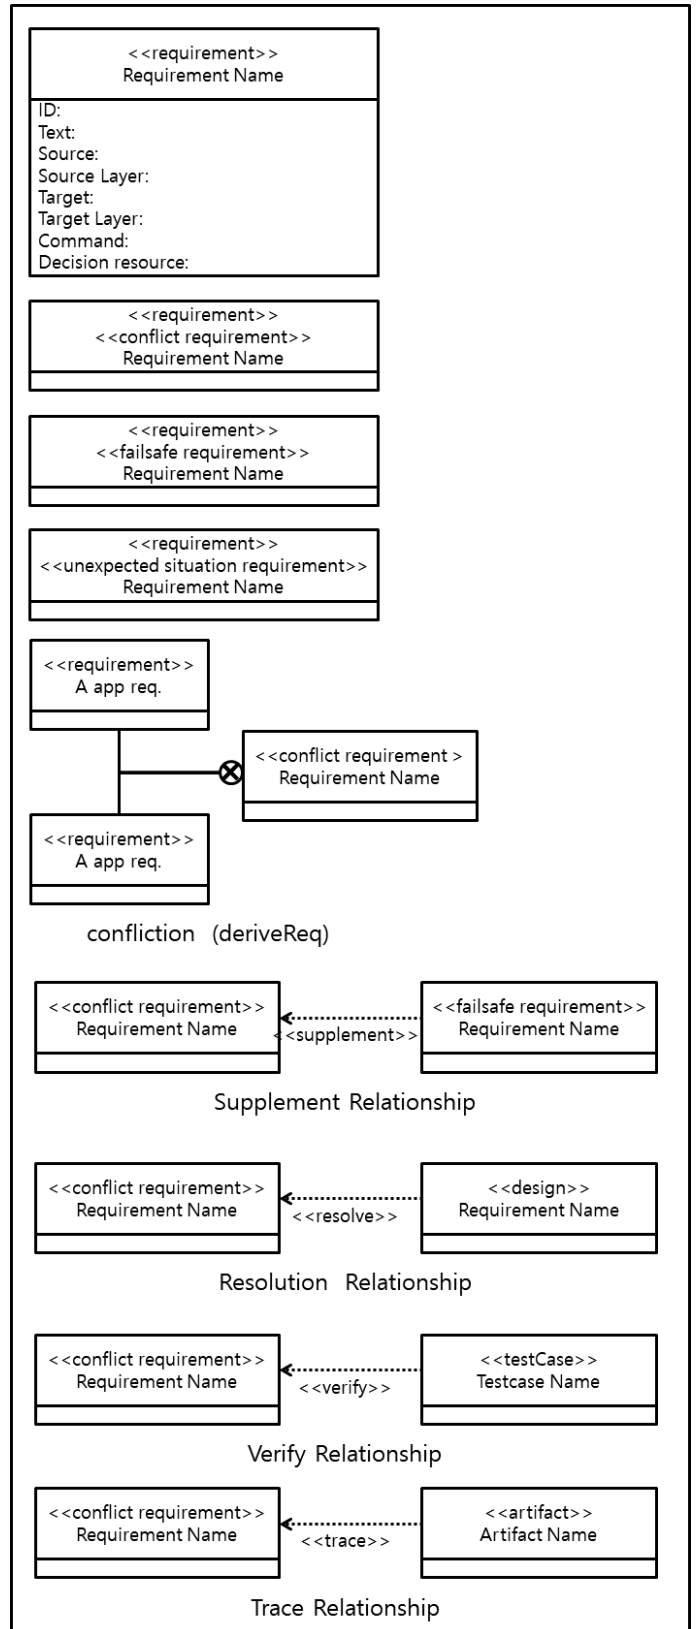 <<requirement>>
Requirement Name
ID:
Text:
Source:
Source Layer:
Target:
Target Layer:
Command:
Decision resource:
<<requirement>>
<<conflict requirement>>
Requirement Name
<<requirement>>
<<failsafe requirement>>
Requirement Name
<<requirement>>
<<unexpected situation requirement>>
Requirement Name
<<requirement>>
A app req.
<<conflict requirement >
Requirement Name
<<requirement>>
A app req.
confliction (deriveReq)
<<conflict requirement>>
Requirement Name
<<supplement>>
<<failsafe requirement>>
Requirement Name
Supplement Relationship
<<conflict requirement>>
Requirement Name
<<resolve>>
<<design>>
Requirement Name
Resolution Relationship
<<conflict requirement>>
Requirement Name
<<verify>>
<<testCase>>
Testcase Name
Verify Relationship
<<conflict requirement>>
Requirement Name
<<trace>>
<<artifact>>
Artifact Name
Trace Relationship